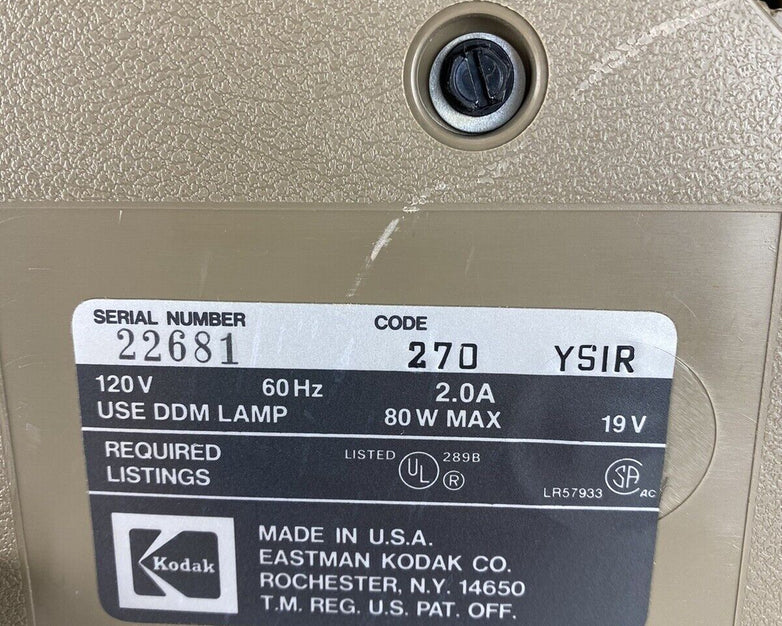 SERIAL NUMBER CODE
22681 270 YSIR
120 V 60 Hz 2.0A
USE DDM LAMP 80 W MAX 19 V
REQUIRED
LISTINGS
LISTED UL 289B ®
LR57933 SA AC
Kodak
MADE IN U.S.A.
EASTMAN KODAK CO.
ROCHESTER, N.Y. 14650
T.M. REG. U.S. PAT. OFF.